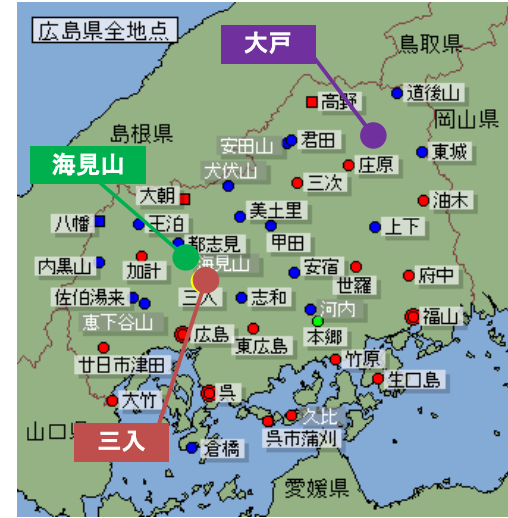 広島県全地点
大戸
鳥取県
高野
道後山
岡山県
島根県
安田山
君田
東城
海見山
犬伏山
庄原
三次
大朝
油木
八幡
王泊
美土里
都志見
甲田
上下
内黒山
加計
海見山
安宿
世羅
府中
佐伯湯来
三入
志和
河内
福山
恵下谷山
広島
東広島
本郷
廿日市津田
竹原
生口島
大竹
呉
久比
山口県
三入
倉橋
呉市蒲刈
愛媛県